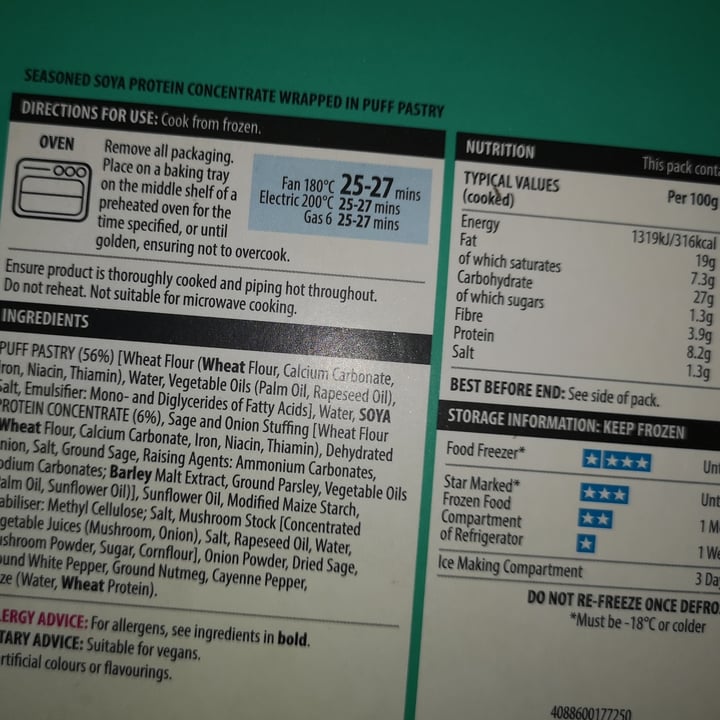 SEASONED SOYA PROTEIN CONCENTRATE WRAPPED IN PUFF PASTRY
DIRECTIONS FOR USE: Cook from frozen.
OVEN
Remove all packaging.
Place on a baking tray
on the middle shelf of a
preheated oven for the
time specified, or until
golden, ensuring not to overcook.
Fan 180°C 25-27 mins
Electric 200°C 25-27 mins
Gas 6 25-27 mins
Ensure product is thoroughly cooked and piping hot throughout.
Do not reheat. Not suitable for microwave cooking.
INGREDIENTS
PUFF PASTRY (56%) [Wheat Flour (Wheat Flour, Calcium Carbonate,
Iron, Niacin, Thiamin), Water, Vegetable Oils (Palm Oil, Rapeseed Oil),
Salt, Emulsifier: Mono- and Diglycerides of Fatty Acids], Water, SOYA
PROTEIN CONCENTRATE (6%), Sage and Onion Stuffing [Wheat Flour
Wheat Flour, Calcium Carbonate, Iron, Niacin, Thiamin), Dehydrated
nion, Salt, Ground Sage, Raising Agents: Ammonium Carbonates,
odium Carbonates; Barley Malt Extract, Ground Parsley, Vegetable Oils
alm Oil, Sunflower Oil)], Sunflower Oil, Modified Maize Starch,
abiliser: Methyl Cellulose; Salt, Mushroom Stock [Concentrated
getable Juices (Mushroom, Onion), Salt, Rapeseed Oil, Water,
ushroom Powder, Sugar, Cornflour], Onion Powder, Dried Sage,
ound White Pepper, Ground Nutmeg, Cayenne Pepper,
ze (Water, Wheat Protein).
LERGY ADVICE: For allergens, see ingredients in bold.
TARY ADVICE: Suitable for vegans.
rtificial colours or flavourings.
NUTRITION This pack conta
TYPICAL VALUES
(cooked) Per 100g
Energy 1319kJ/316kcal
Fat 19g
of which saturates 7.3g
Carbohydrate 27g
of which sugars 1.3g
Fibre 3.9g
Protein 8.2g
Salt 1.3g
BEST BEFORE END: See side of pack.
STORAGE INFORMATION: KEEP FROZEN
Food Freezer* Unt
Star Marked*
Frozen Food Unt
Compartment 1 M
of Refrigerator 1 We
Ice Making Compartment 3 Da
DO NOT RE-FREEZE ONCE DEFRO
*Must be -18°C or colder
4088600177250